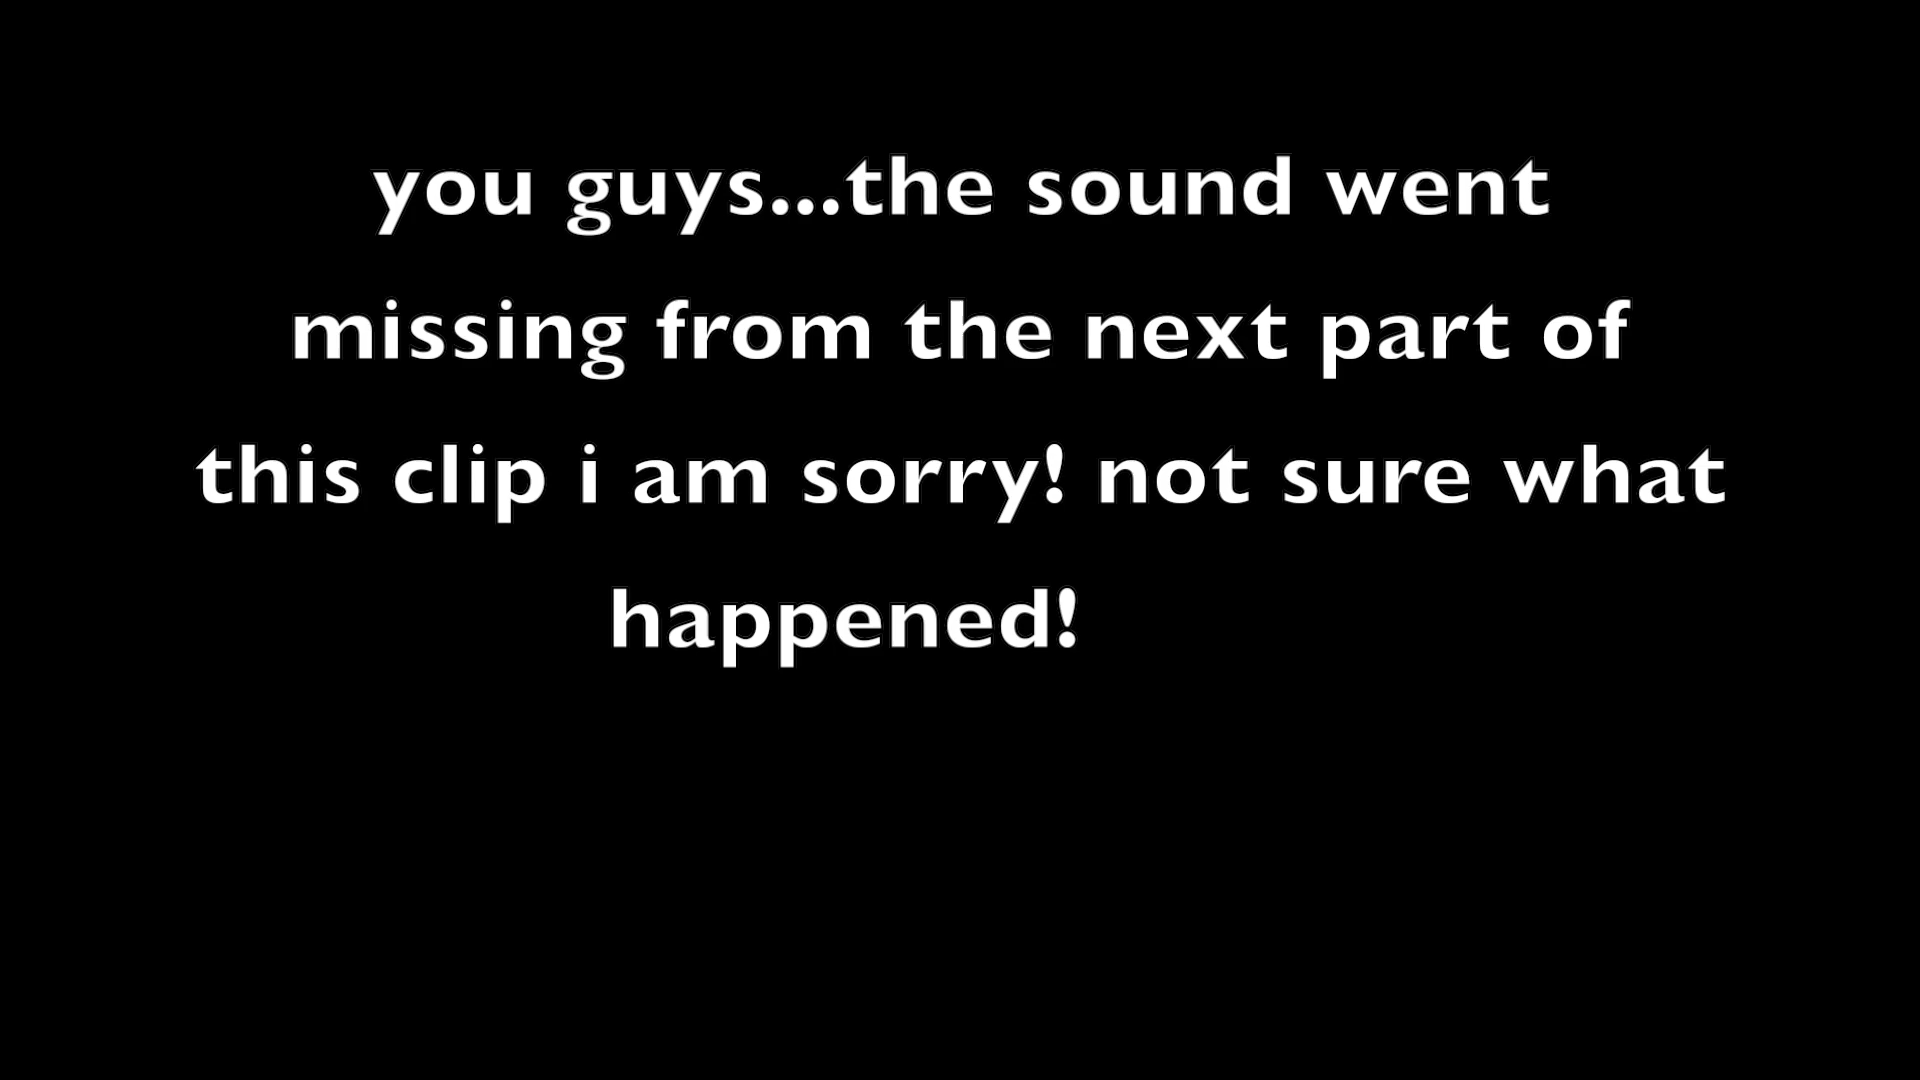 you guys...the sound went
missing from the next part of
this clip i am sorry! not sure what
happened!